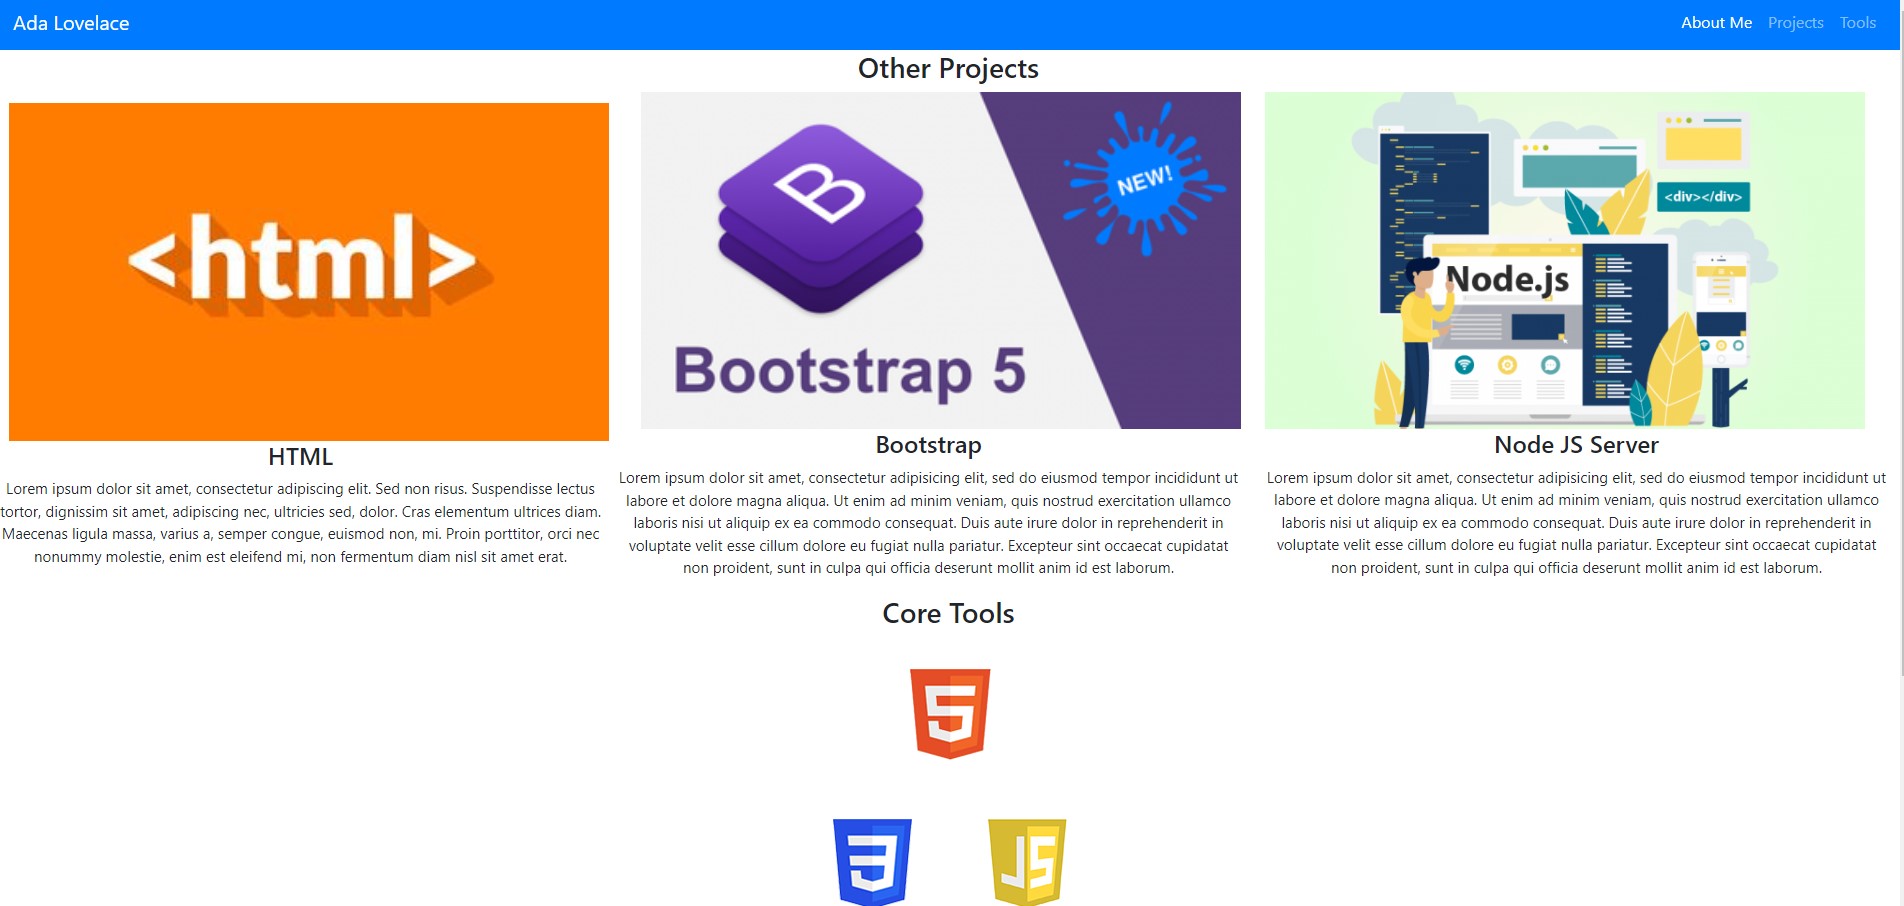 Ada Lovelace
About Me Projects Tools
Other Projects
<html>
B
NEW!
Bootstrap 5
<div></div>
Node.js
HTML
Lorem ipsum dolor sit amet, consectetur adipiscing elit. Sed non risus. Suspendisse lectus
tortor, dignissim sit amet, adipiscing nec, ultricies sed, dolor. Cras elementum ultrices diam.
Maecenas ligula massa, varius a, semper congue, euismod non, mi. Proin porttitor, orci nec
nonummy molestie, enim est eleifend mi, non fermentum diam nisl sit amet erat.
Bootstrap
Lorem ipsum dolor sit amet, consectetur adipisicing elit, sed do eiusmod tempor incididunt ut
labore et dolore magna aliqua. Ut enim ad minim veniam, quis nostrud exercitation ullamco
laboris nisi ut aliquip ex ea commodo consequat. Duis aute irure dolor in reprehenderit in
voluptate velit esse cillum dolore eu fugiat nulla pariatur. Excepteur sint occaecat cupidatat
non proident, sunt in culpa qui officia deserunt mollit anim id est laborum.
Node JS Server
Lorem ipsum dolor sit amet, consectetur adipisicing elit, sed do eiusmod tempor incididunt ut
labore et dolore magna aliqua. Ut enim ad minim veniam, quis nostrud exercitation ullamco
laboris nisi ut aliquip ex ea commodo consequat. Duis aute irure dolor in reprehenderit in
voluptate velit esse cillum dolore eu fugiat nulla pariatur. Excepteur sint occaecat cupidatat
non proident, sunt in culpa qui officia deserunt mollit anim id est laborum.
Core Tools
5
3
JS